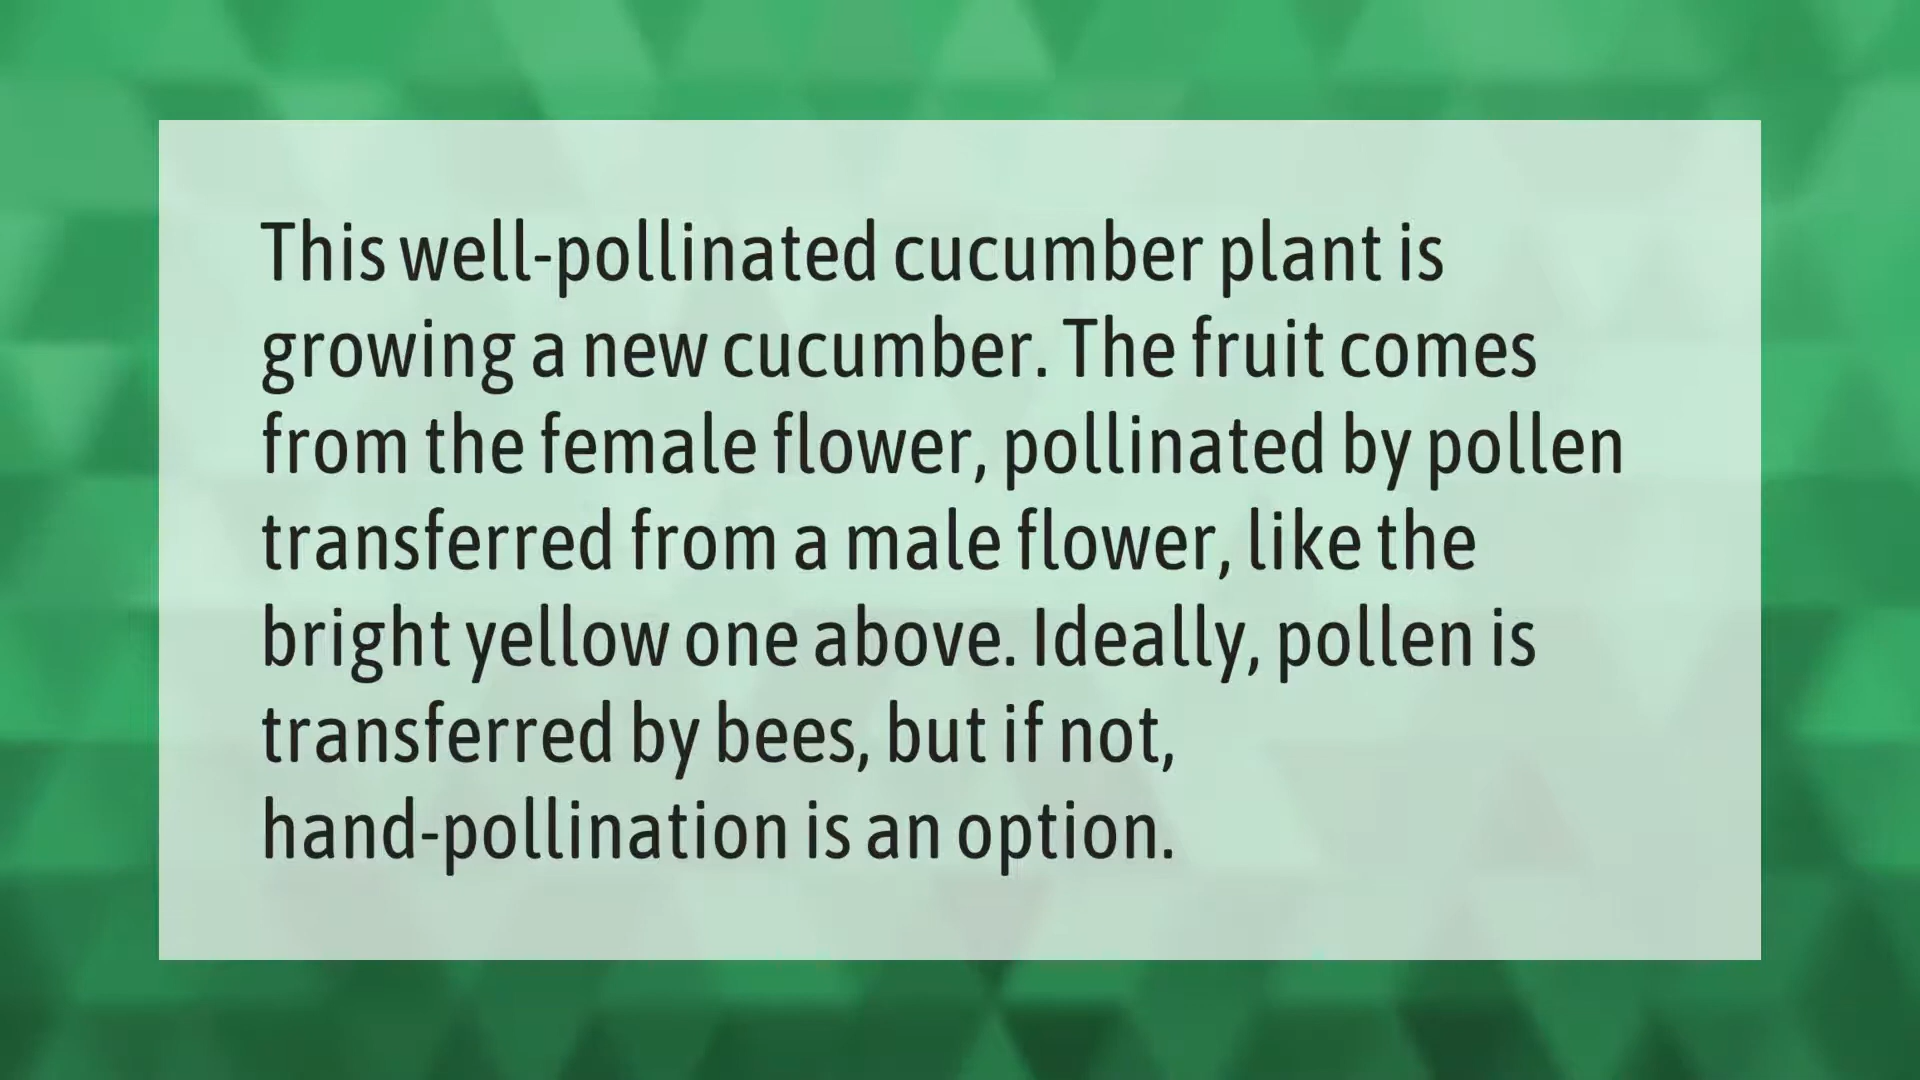 This well-pollinated cucumber plant is
growing a new cucumber. The fruit comes
from the female flower, pollinated by pollen
transferred from a male flower, like the
bright yellow one above. Ideally, pollen is
transferred by bees, but if not,
hand-pollination is an option.